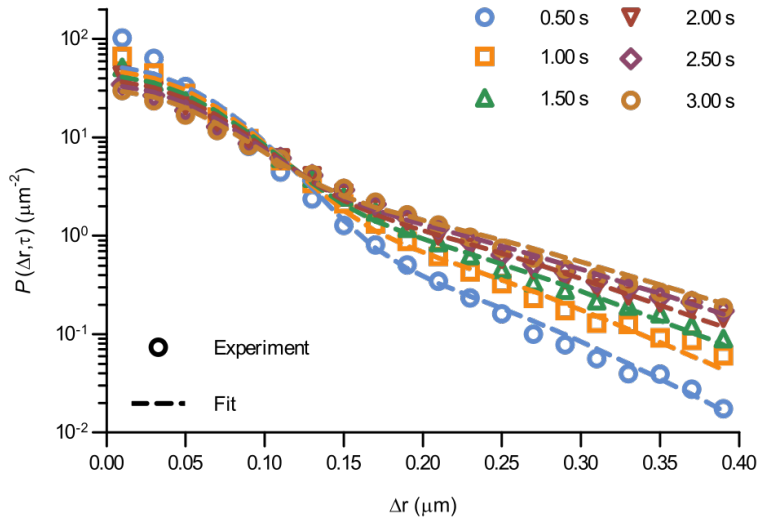 0.50 s
2.00 s
1.00 s
2.50 s
1.50 s
3.00 s
10²
10¹
10⁰
10⁻¹
10⁻²
P (Δr,τ) (μm⁻²)
Experiment
Fit
0.00 0.05 0.10 0.15 0.20 0.25 0.30 0.35 0.40
Δr (μm)